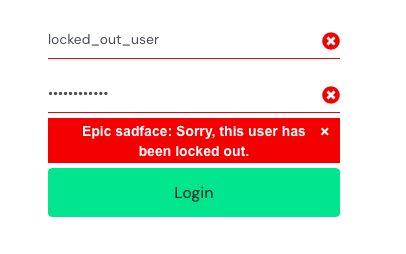 locked_out_user
••••••••••••
Epic sadface: Sorry, this user has
been locked out.
Login